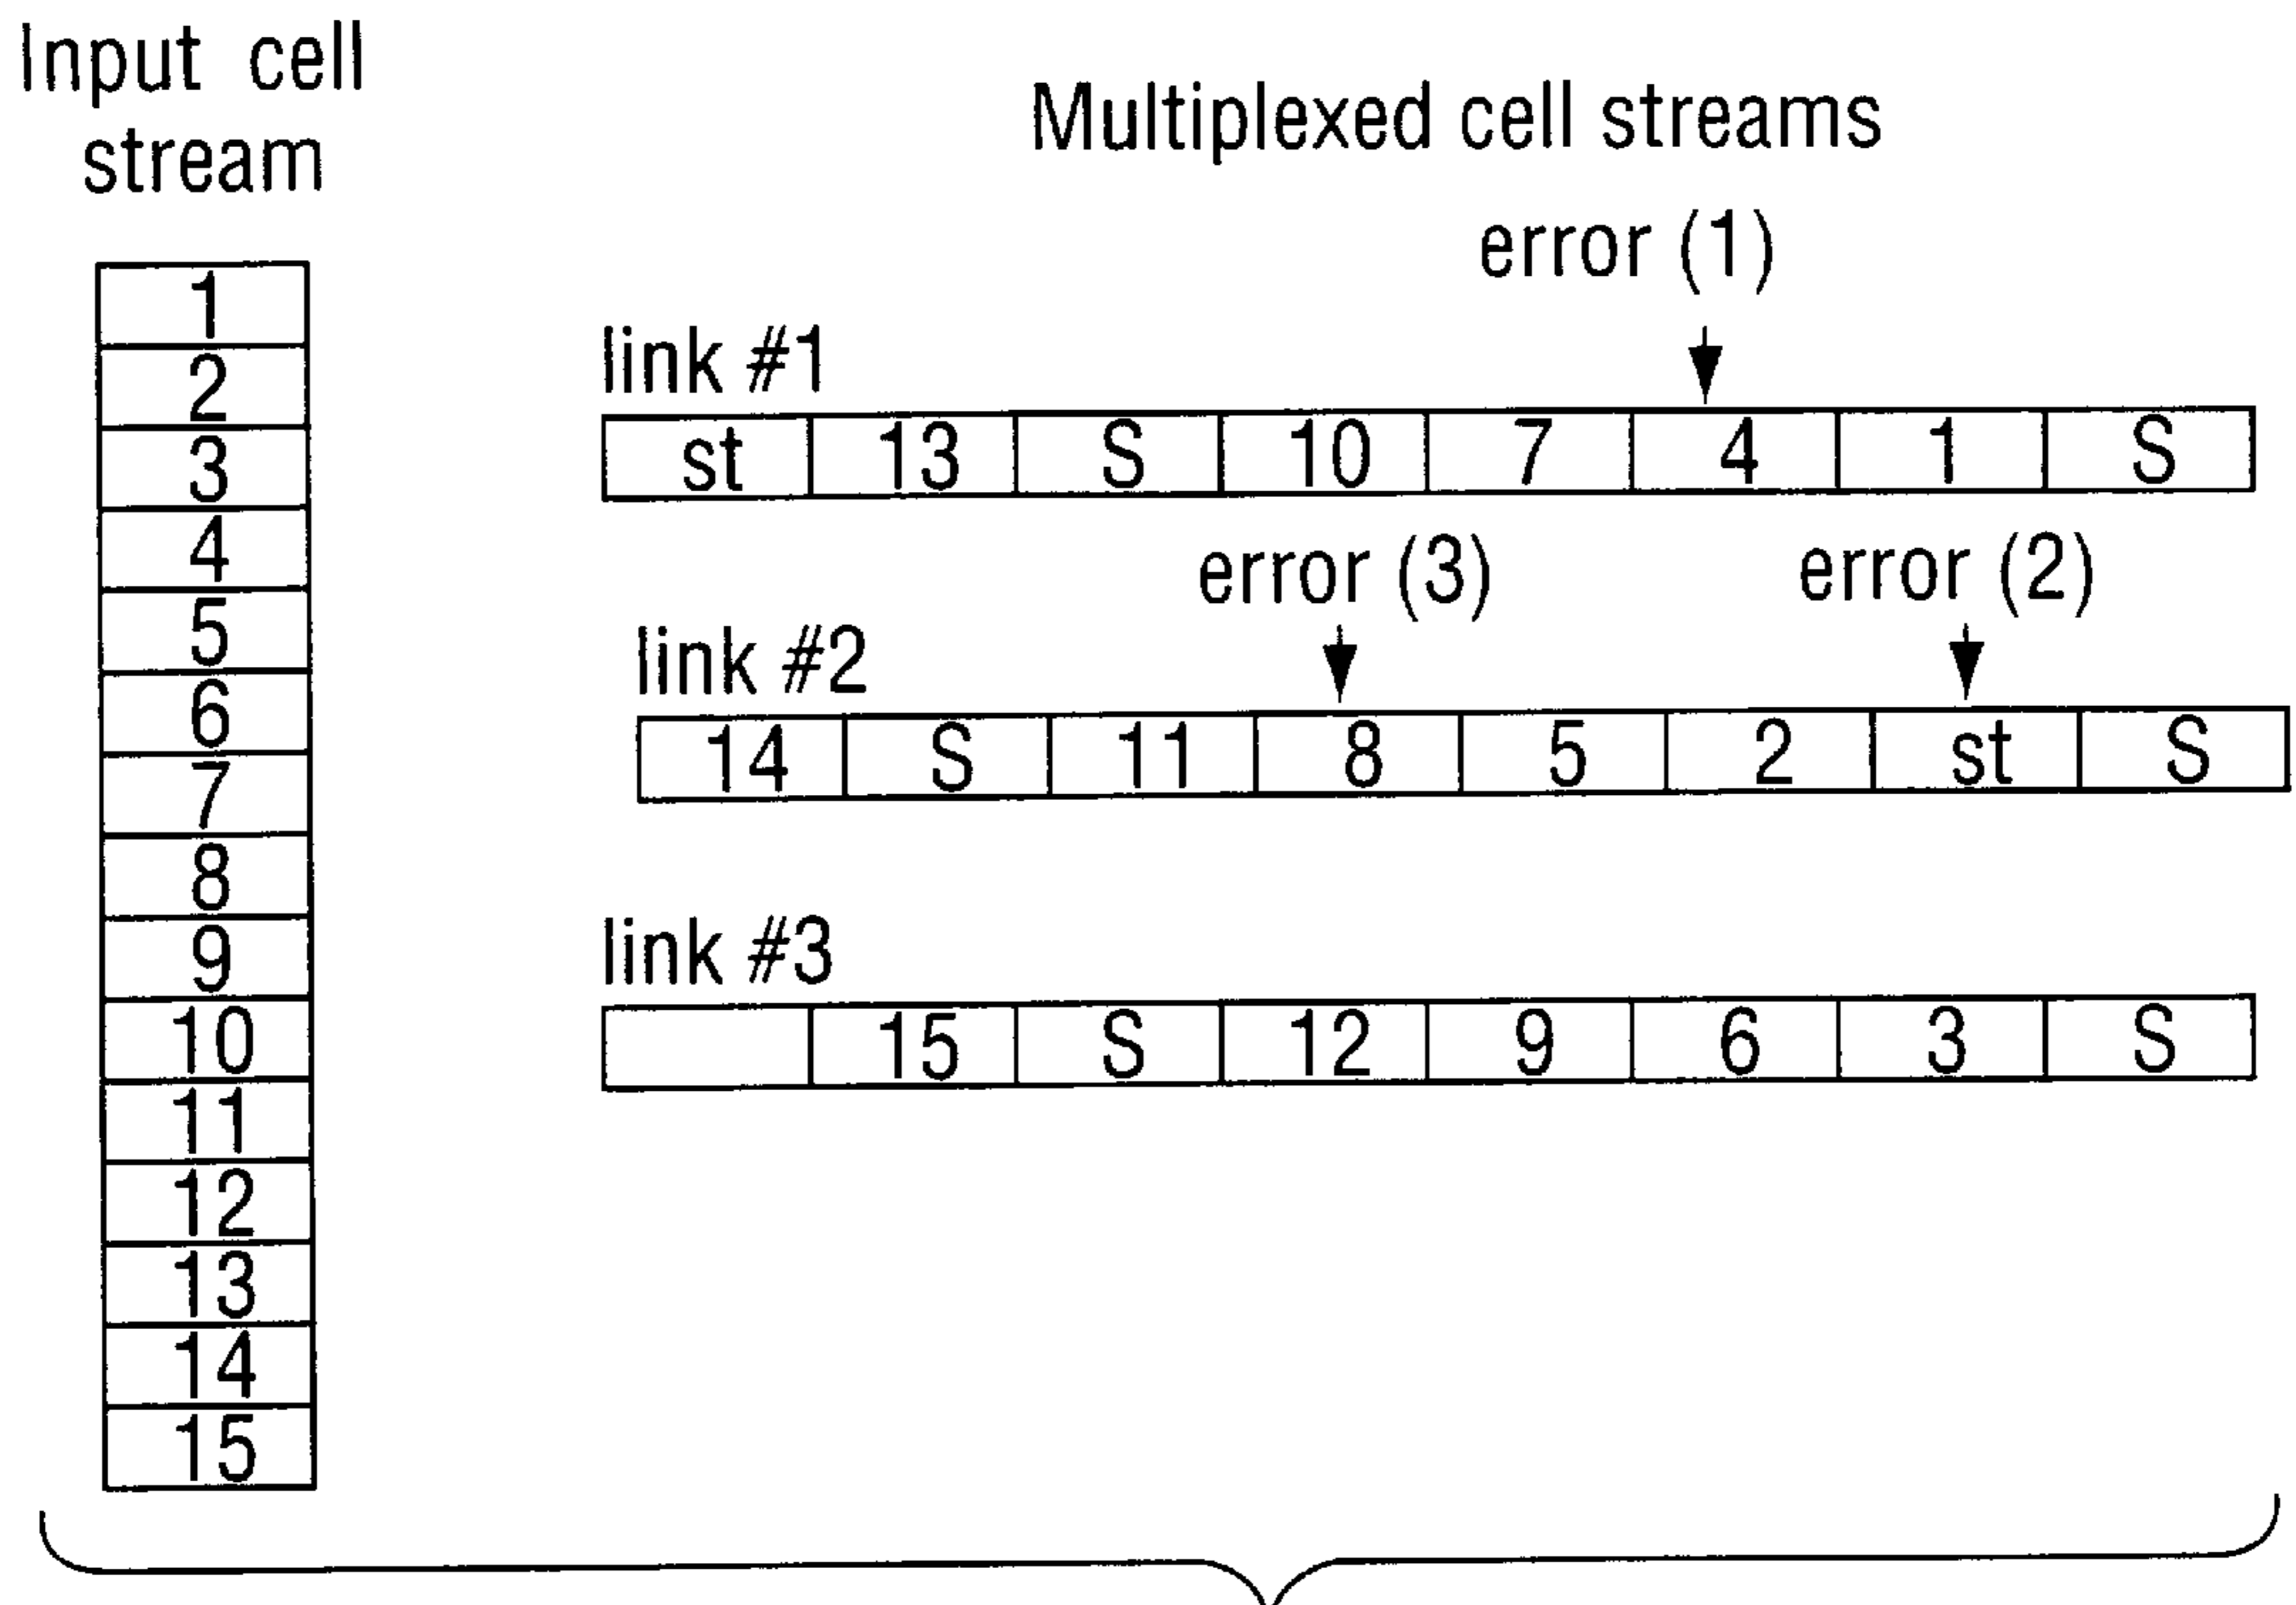 Input cell
stream
1
2
3
4
5
6
7
8
9
10
11
12
13
14
15
Multiplexed cell streams
error (1)
link #1
st 13 S 10 7 4 1 S
error (3) error (2)
link #2
14 S 11 8 5 2 st S
link #3
15 S 12 9 6 3 S